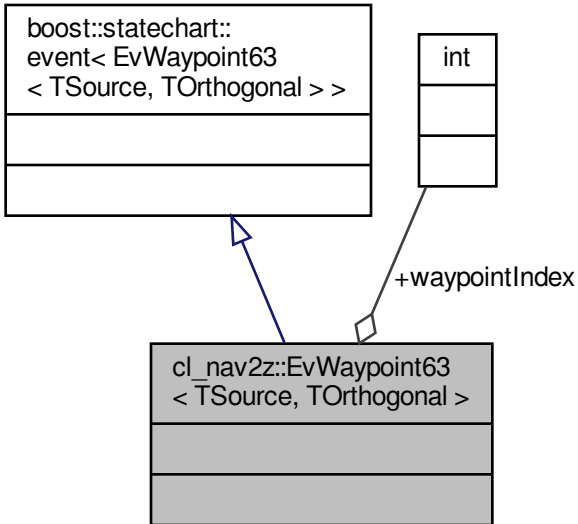 boost::statechart::
event< EvWaypoint63
< TSource, TOrthogonal > >
int
+waypointIndex
cl_nav2z::EvWaypoint63
< TSource, TOrthogonal >